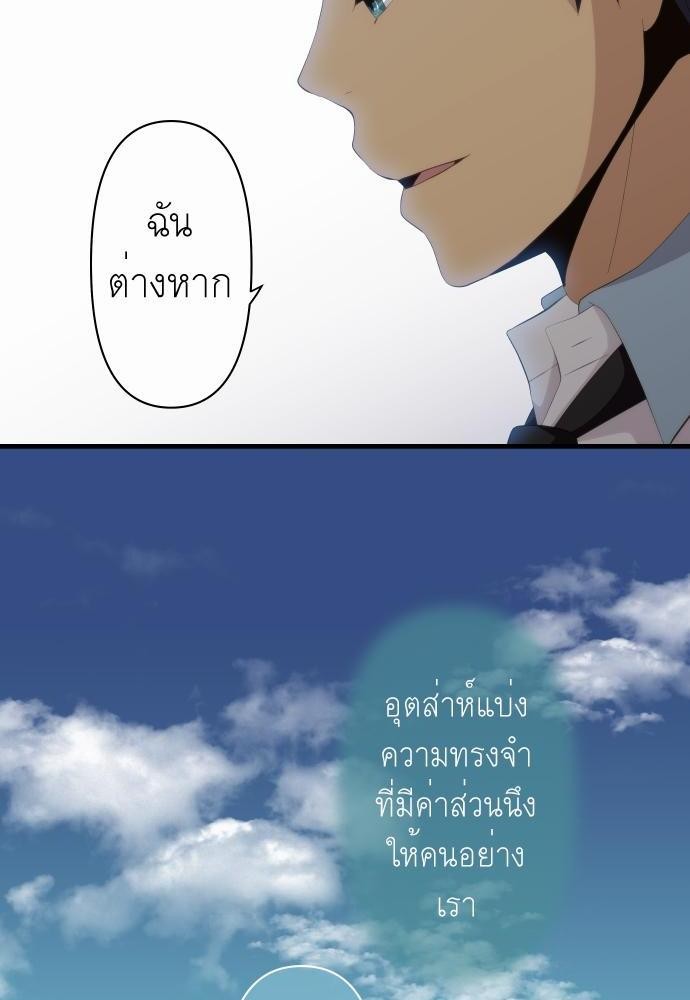 ฉัน
ต่างหาก
อุตส่าห์แบ่ง
ความทรงจำ
ที่มีค่าส่วนนึง
ให้คนอย่าง
เรา